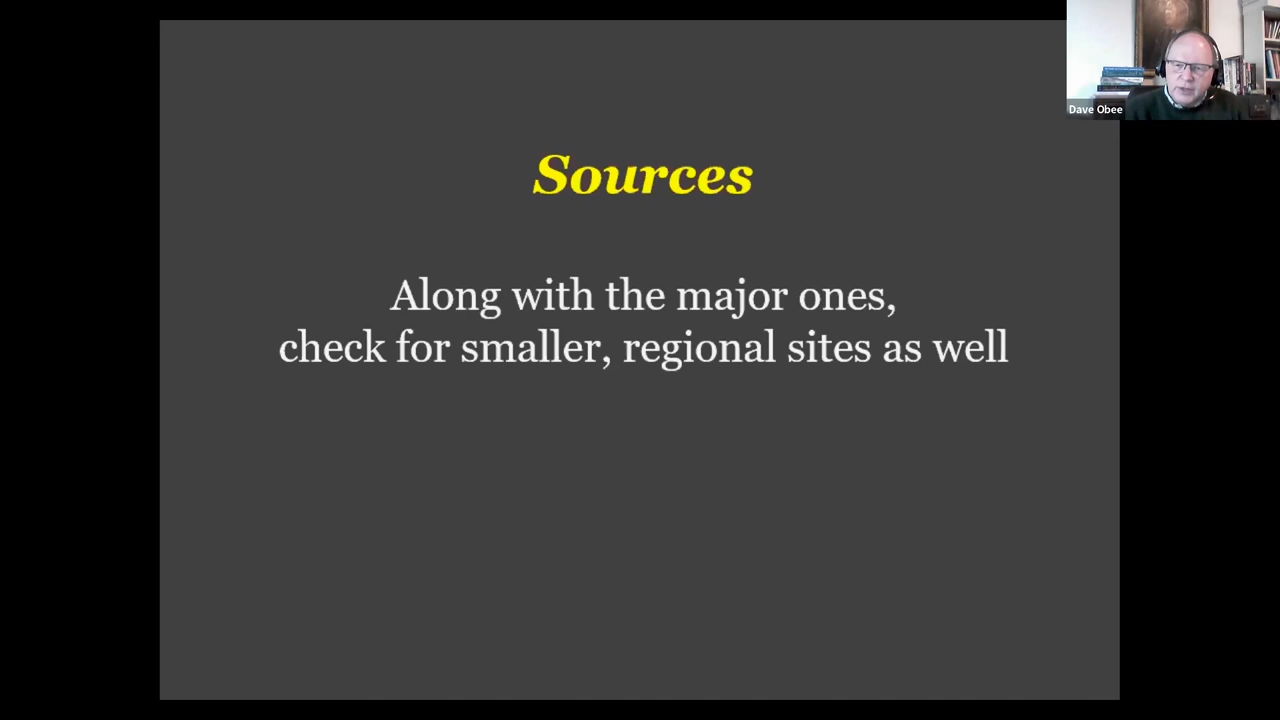 Sources
Along with the major ones,
check for smaller, regional sites as well
Dave Obee